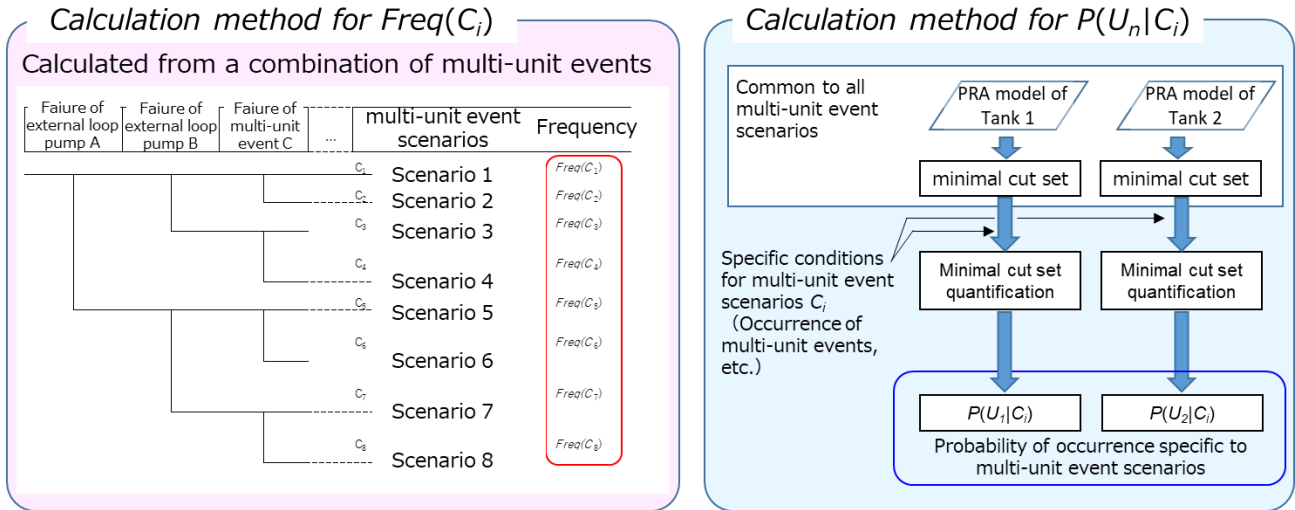 Calculation method for Freq(Cᵢ)
Calculated from a combination of multi-unit events
Faiure of
external loop
pump A
Faiure of
external loop
pump B
Faiure of
multi-unit
event C
...
multi-unit event
scenarios
Frequency
C₁ Scenario 1 Freq(C₁)
C₂ Scenario 2 Freq(C₂)
C₃ Scenario 3 Freq(C₃)
C₄ Scenario 4 Freq(C₄)
C₅ Scenario 5 Freq(C₅)
C₆ Scenario 6 Freq(C₆)
C₇ Scenario 7 Freq(C₇)
C₈ Scenario 8 Freq(C₈)
Calculation method for P(Uₙ|Cᵢ)
Common to all
multi-unit event
scenarios
PRA model of
Tank 1
PRA model of
Tank 2
minimal cut set
minimal cut set
Specific conditions
for multi-unit event
scenarios Cᵢ
(Occurrence of
multi-unit events,
etc.)
Minimal cut set
quantification
Minimal cut set
quantification
P(U₁|Cᵢ)
P(U₂|Cᵢ)
Probability of occurrence specific to
multi-unit event scenarios